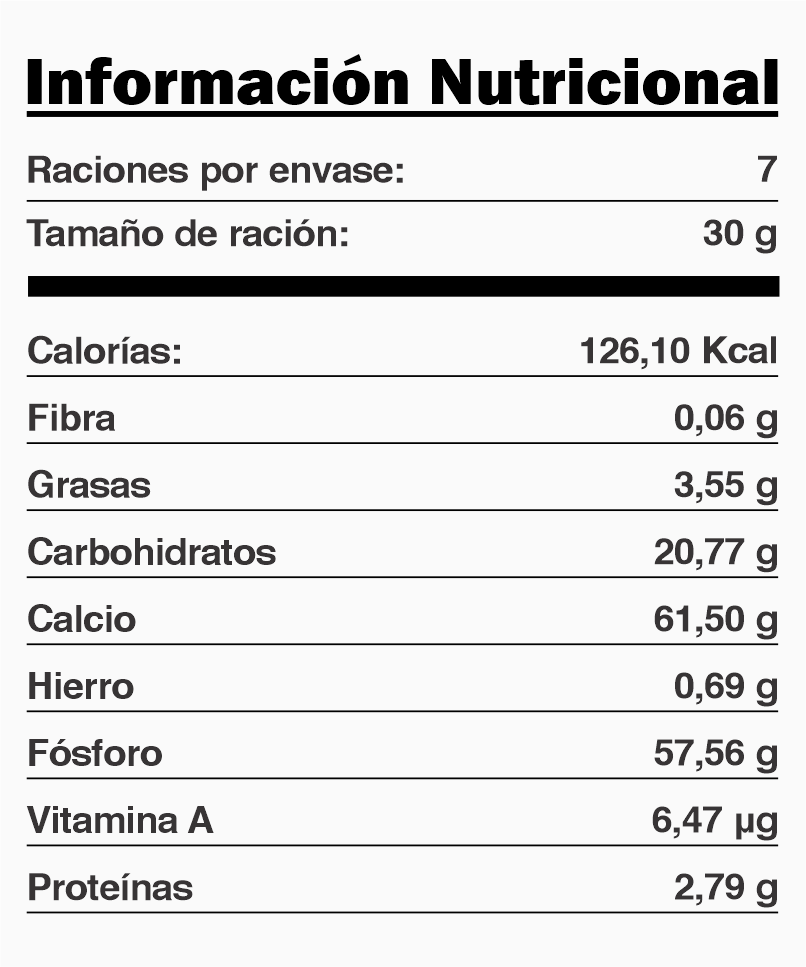 Información Nutricional
Raciones por envase: 7
Tamaño de ración: 30 g
Calorías: 126,10 Kcal
Fibra 0,06 g
Grasas 3,55 g
Carbohidratos 20,77 g
Calcio 61,50 g
Hierro 0,69 g
Fósforo 57,56 g
Vitamina A 6,47 µg
Proteínas 2,79 g